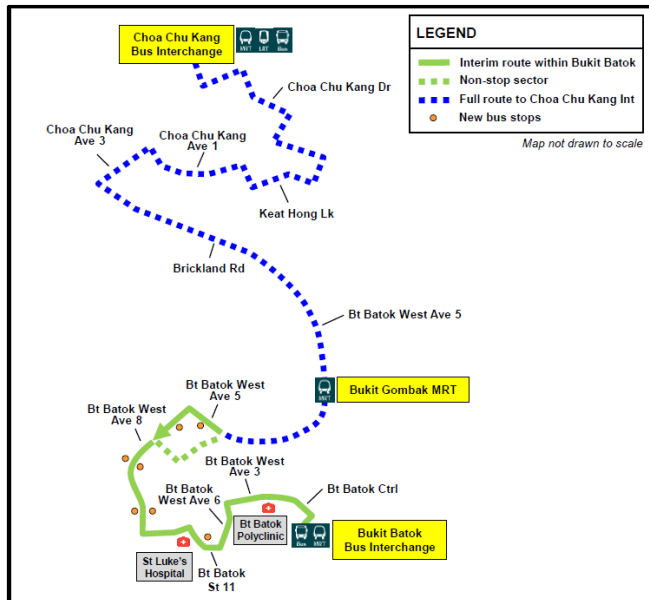 Choa Chu Kang
Bus Interchange
MRT
LRT
Bus
LEGEND
Interim route within Bukit Batok
Non-stop sector
Full route to Choa Chu Kang Int
New bus stops
Map not drawn to scale
Choa Chu Kang Dr
Choa Chu Kang
Ave 3
Choa Chu Kang
Ave 1
Keat Hong Lk
Brickland Rd
Bt Batok West Ave 5
MRT
Bukit Gombak MRT
Bt Batok West
Ave 5
Bt Batok West
Ave 8
Bt Batok West
Ave 3
Bt Batok
West Ave 6
Bt Batok Ctrl
Bt Batok
Polyclinic
Bus
MRT
Bukit Batok
Bus Interchange
St Luke's
Hospital
Bt Batok
St 11